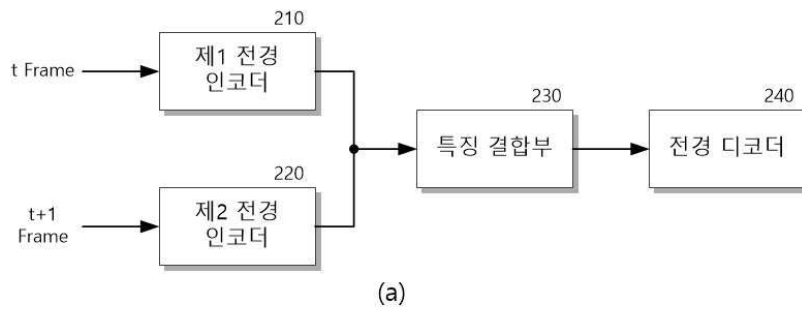 210
제1 전경
인코더
t Frame
230
240
특징 결합부
전경 디코더
220
제2 전경
인코더
t+1
Frame
(a)